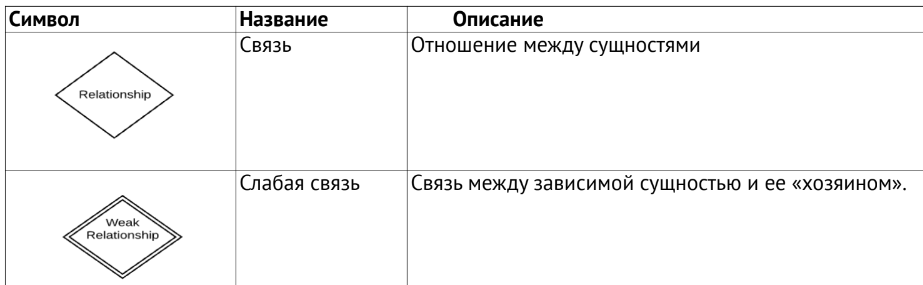 Символ Название Описание
Связь Отношение между сущностями
Relationship
Слабая связь Связь между зависимой сущностью и ее «хозяином».
Weak
Relationship